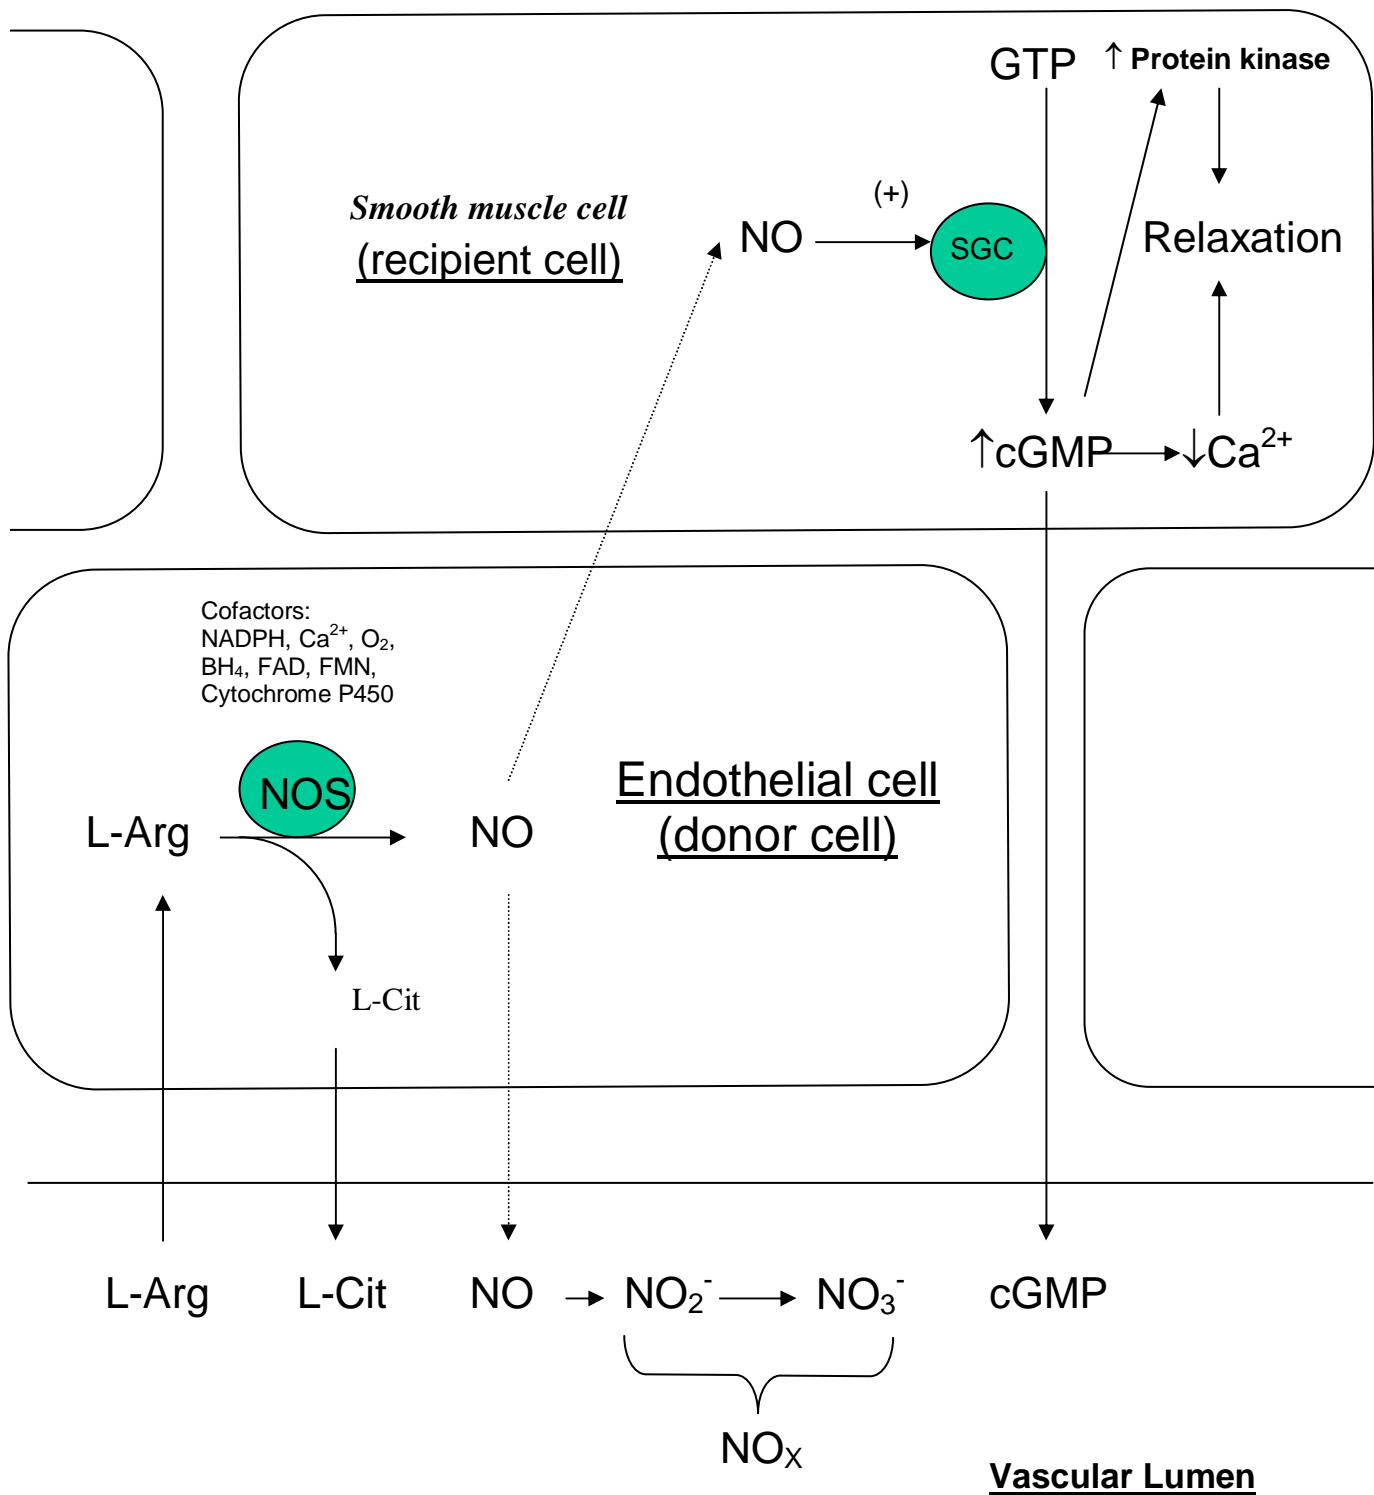 GTP
↑ Protein kinase
(+)
Smooth muscle cell
(recipient cell)
NO
SGC
Relaxation
↑cGMP
↓Ca²⁺
Cofactors:
NADPH, Ca²⁺, O₂,
BH₄, FAD, FMN,
Cytochrome P450
NOS
L-Arg
NO
Endothelial cell
(donor cell)
L-Cit
L-Arg
L-Cit
NO
NO₂⁻
NO₃⁻
cGMP
NOₓ
Vascular Lumen